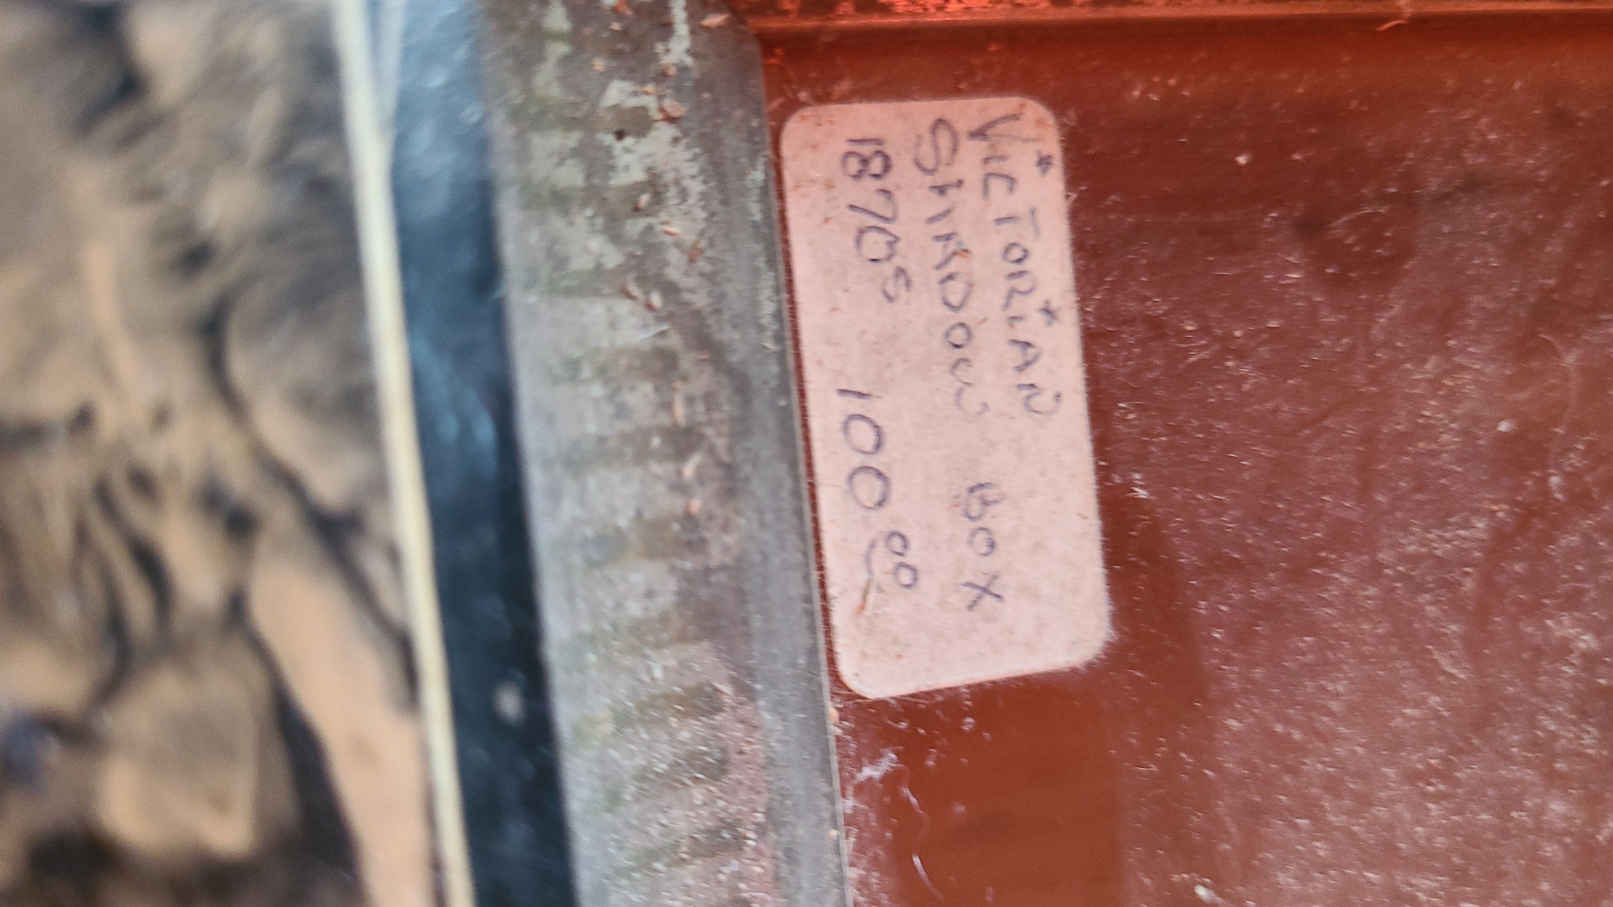 * *
VICTORIAN
SHADOW BOX
1870s 100 00